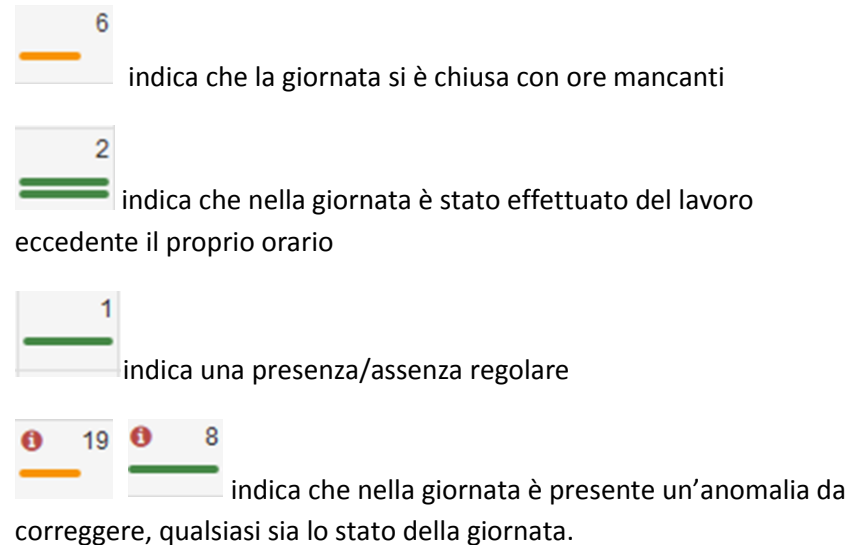 6
indica che la giornata si è chiusa con ore mancanti
2
indica che nella giornata è stato effettuato del lavoro
eccedente il proprio orario
1
indica una presenza/assenza regolare
i 19 i 8
indica che nella giornata è presente un’anomalia da
correggere, qualsiasi sia lo stato della giornata.